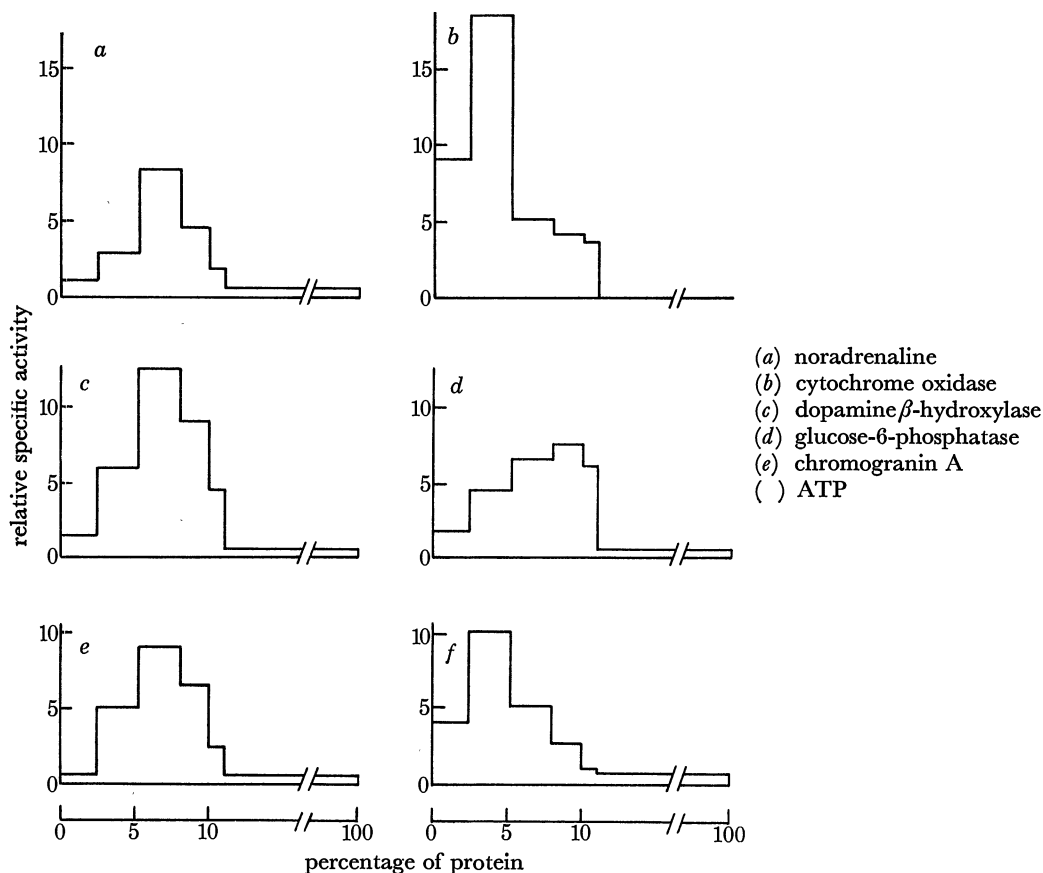 a
15
10
5
0
b
15
10
5
0
relative specific activity
c
10
5
0
d
10
5
0
(a) noradrenaline
(b) cytochrome oxidase
(c) dopamine β-hydroxylase
(d) glucose-6-phosphatase
(e) chromogranin A
( ) ATP
e
10
5
0
f
10
5
0
0 5 10 100
0 5 10 100
percentage of protein